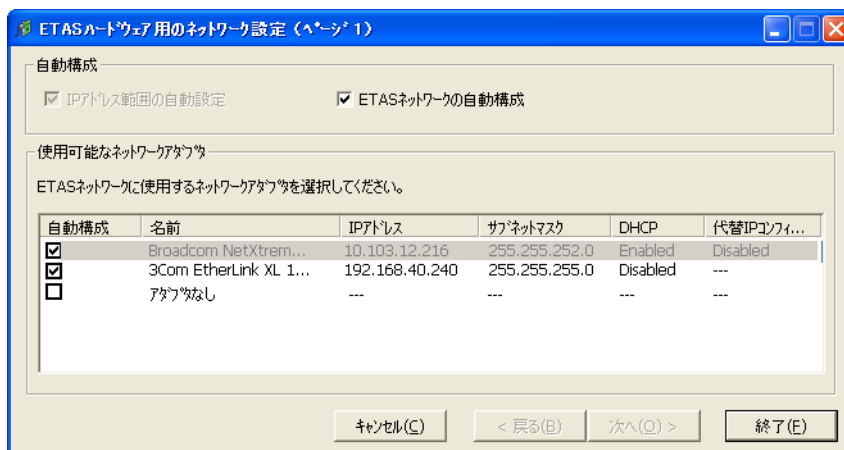 ETASハードウェア用のネットワーク設定 (ページ 1)
自動構成
IPアドレス範囲の自動設定
ETASネットワークの自動構成
使用可能なネットワークアダプタ
ETASネットワークに使用するネットワークアダプタを選択してください。
自動構成 名前 IPアドレス サブネットマスク DHCP 代替IPコンフィ...
Broadcom NetXtrem... 10.103.12.216 255.255.252.0 Enabled Disabled
3Com EtherLink XL 1... 192.168.40.240 255.255.255.0 Disabled ---
アダプタなし --- --- --- ---
キャンセル(C) < 戻る(B) 次へ(O) > 終了(F)